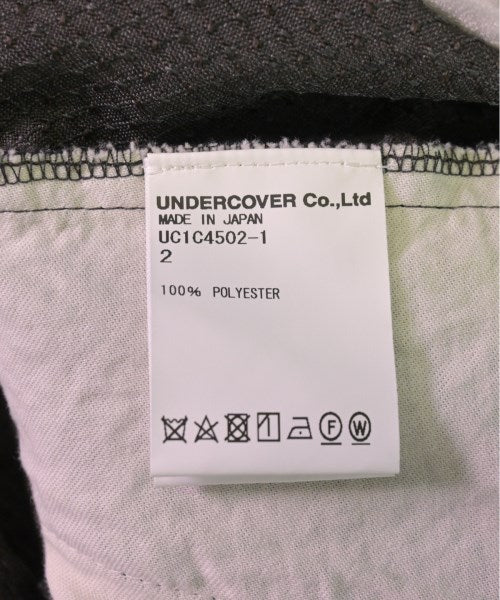 UNDERCOVER Co.,Ltd
MADE IN JAPAN
UC1C4502-1
2
100% POLYESTER
F W